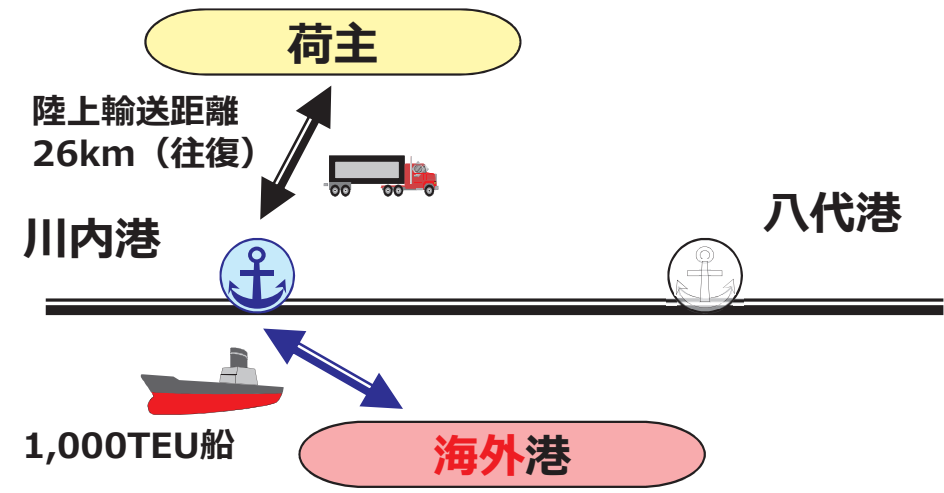 荷主
陸上輸送距離
26km（往復）
川内港
八代港
1,000TEU船
海外港